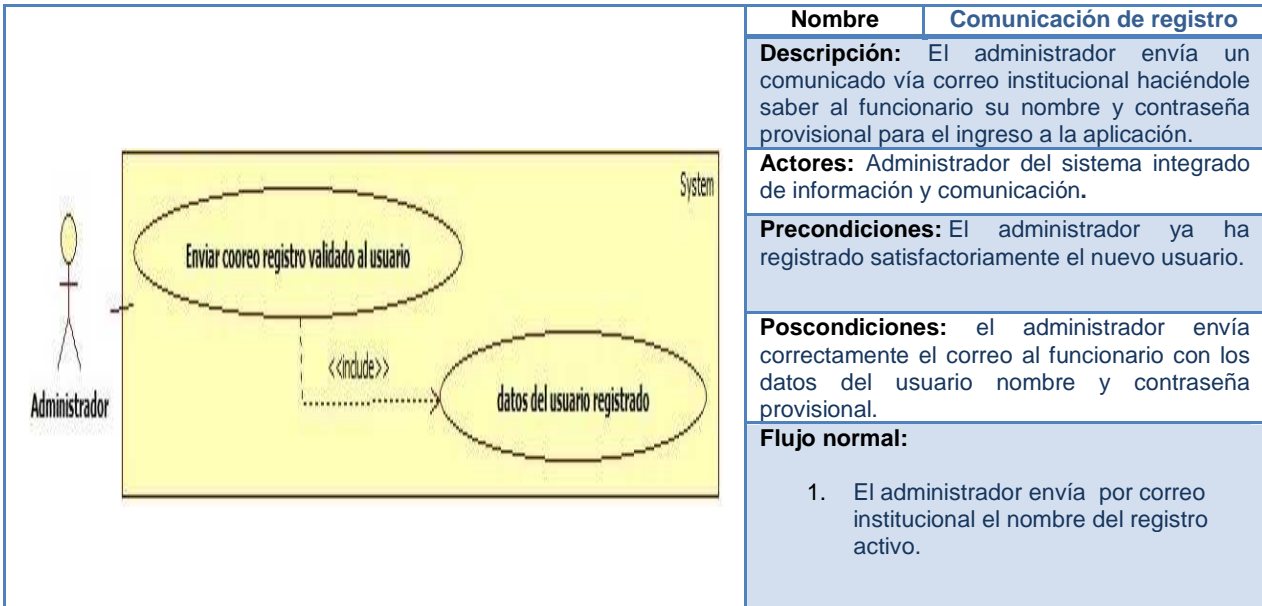 System
Enviar cooreo registro validado al usuario
<<include>>
datos del usuario registrado
Administrador
Nombre Comunicación de registro
Descripción: El administrador envía un
comunicado vía correo institucional haciéndole
saber al funcionario su nombre y contraseña
provisional para el ingreso a la aplicación.
Actores: Administrador del sistema integrado
de información y comunicación.
Precondiciones: El administrador ya ha
registrado satisfactoriamente el nuevo usuario.
Poscondiciones: el administrador envía
correctamente el correo al funcionario con los
datos del usuario nombre y contraseña
provisional.
Flujo normal:
1. El administrador envía por correo
institucional el nombre del registro
activo.